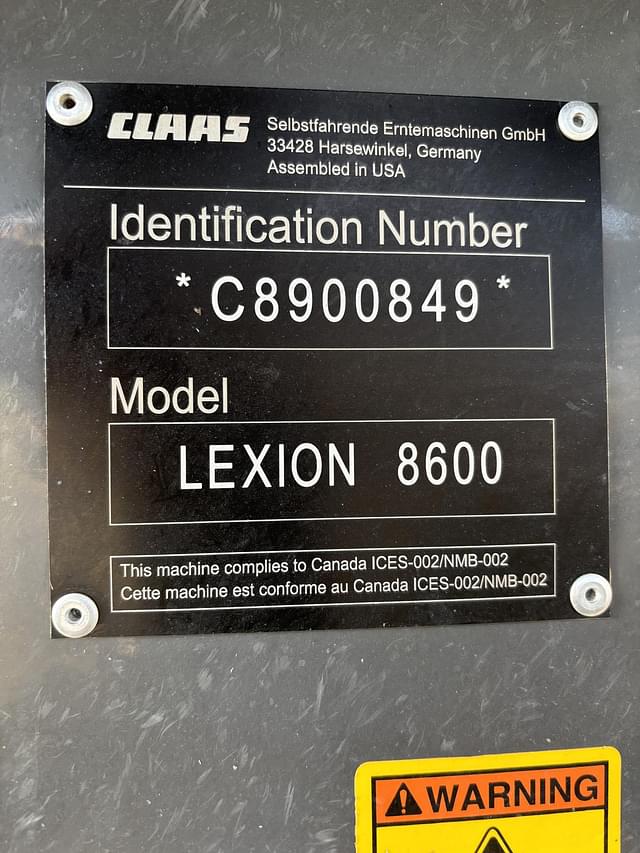 CLAAS
Selbstfahrende Erntemaschinen GmbH
33428 Harsewinkel, Germany
Assembled in USA
Identification Number
*C8900849*
Model
LEXION 8600
This machine complies to Canada ICES-002/NMB-002
Cette machine est conforme au Canada ICES-002/NMB-002
WARNING